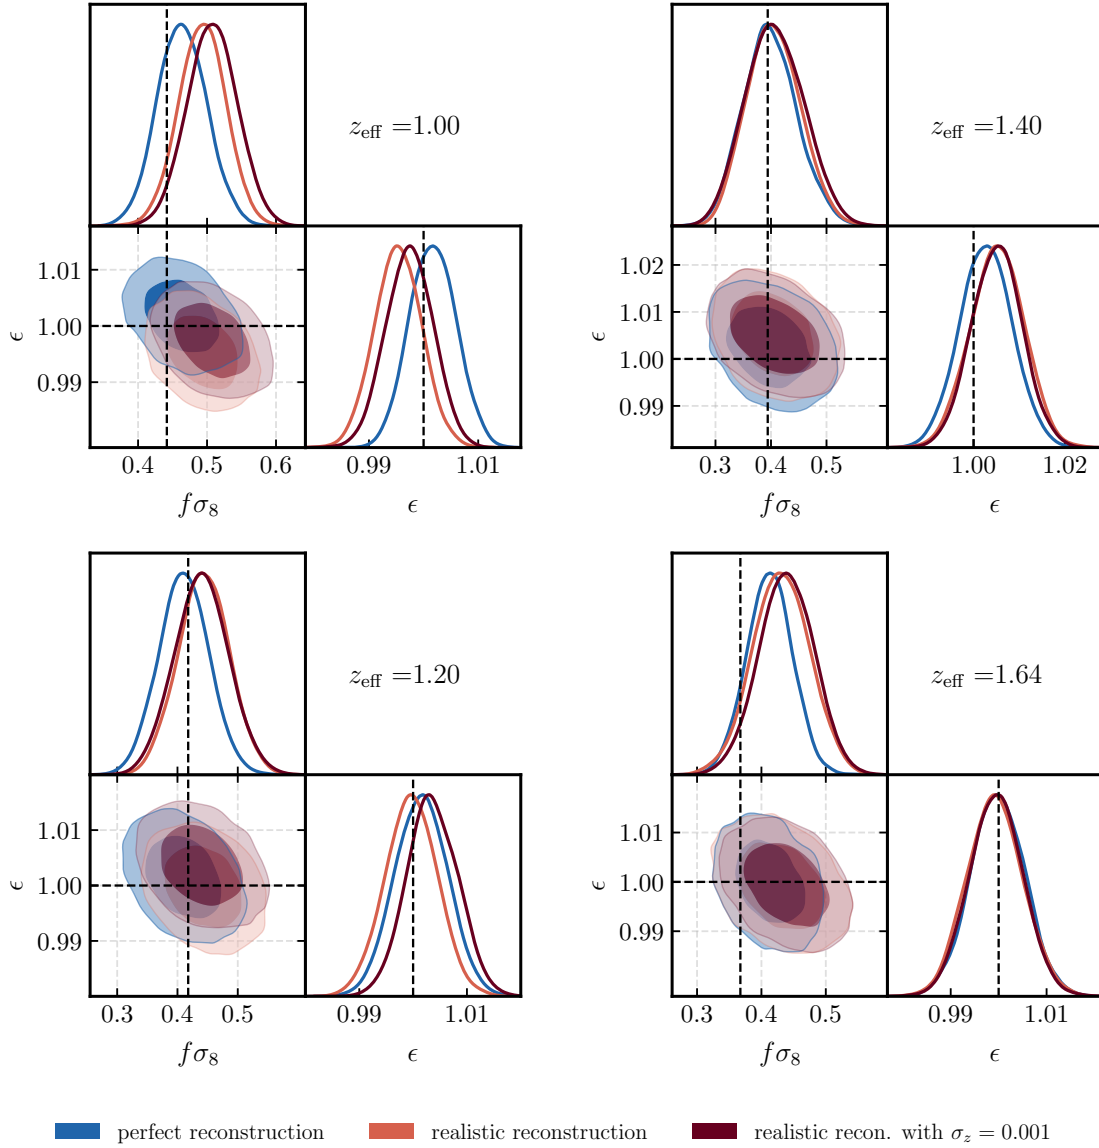 z_eff =1.00
ϵ
1.01
1.00
0.99
0.4
0.5
0.6
fσ_8
0.99
1.01
ϵ
z_eff =1.40
ϵ
1.02
1.01
1.00
0.99
0.3
0.4
0.5
fσ_8
1.00
1.02
ϵ
z_eff =1.20
ϵ
1.01
1.00
0.99
0.3
0.4
0.5
fσ_8
0.99
1.01
ϵ
z_eff =1.64
ϵ
1.01
1.00
0.99
0.3
0.4
0.5
fσ_8
0.99
1.01
ϵ
perfect reconstruction
realistic reconstruction
realistic recon. with σ_z = 0.001